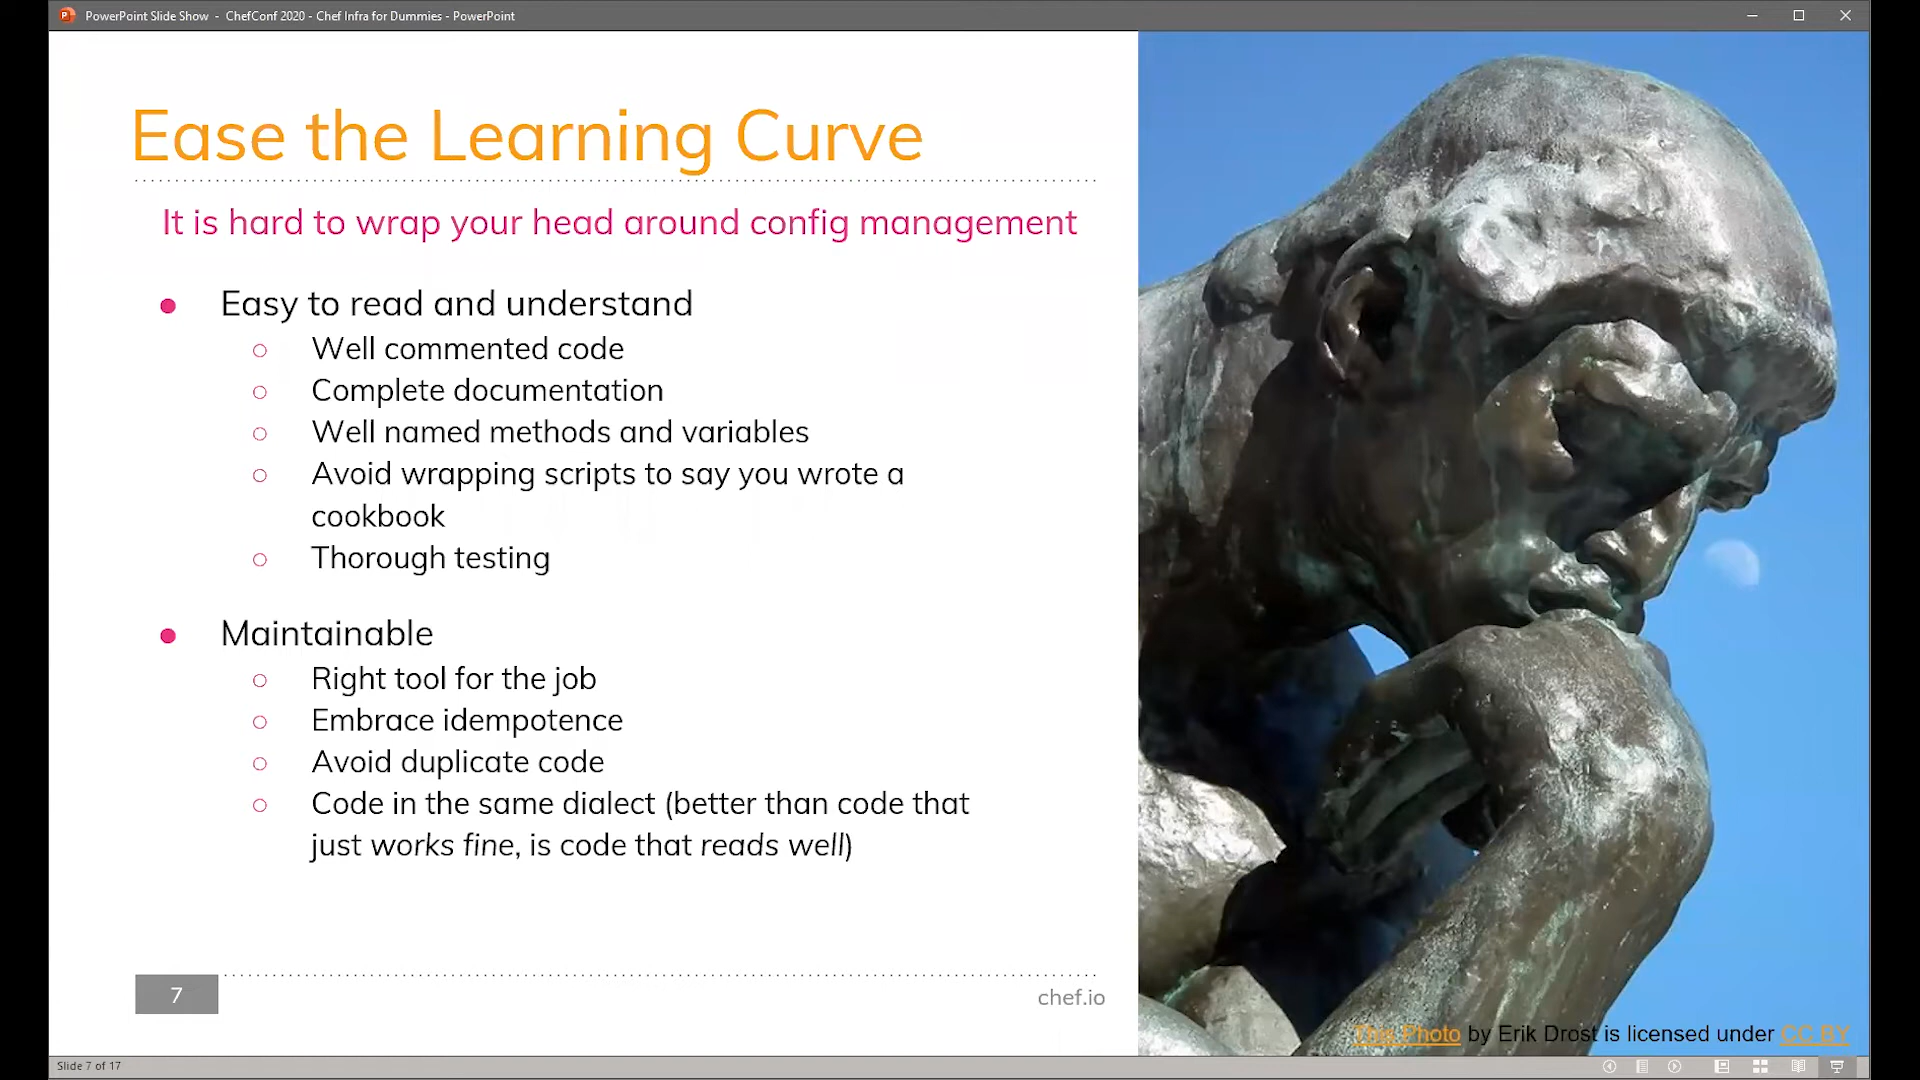 PowerPoint Slide Show - ChefConf 2020 - Chef Infra for Dummies - PowerPoint
Ease the Learning Curve
It is hard to wrap your head around config management
Easy to read and understand
Well commented code
Complete documentation
Well named methods and variables
Avoid wrapping scripts to say you wrote a
cookbook
Thorough testing
Maintainable
Right tool for the job
Embrace idempotence
Avoid duplicate code
Code in the same dialect (better than code that
just works fine, is code that reads well)
7
chef.io
This Photo by Erik Drost is licensed under CC BY
Slide 7 of 17